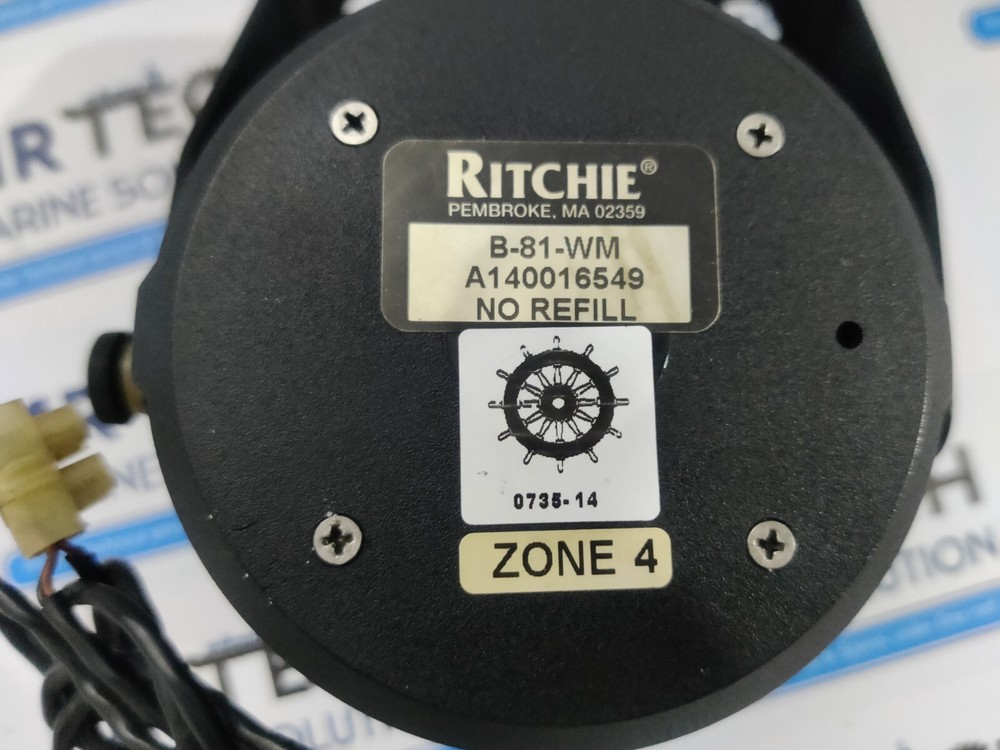 RITCHIE®
PEMBROKE, MA 02359
B-81-WM
A140016549
NO REFILL
0735-14
ZONE 4